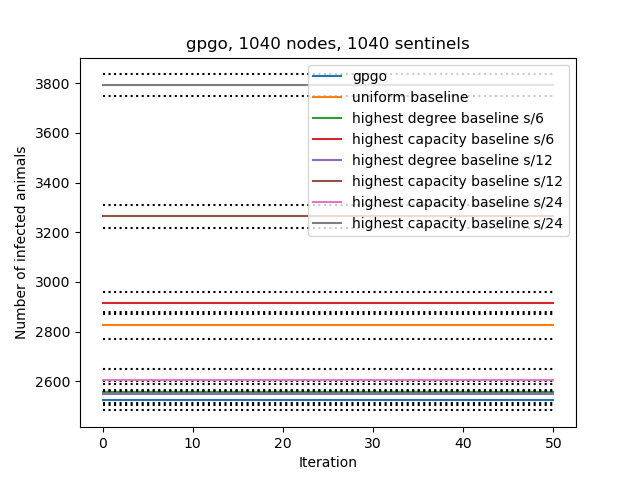 gpgo, 1040 nodes, 1040 sentinels
Number of infected animals
3800
3600
3400
3200
3000
2800
2600
gpgo
uniform baseline
highest degree baseline s/6
highest capacity baseline s/6
highest degree baseline s/12
highest capacity baseline s/12
highest capacity baseline s/24
highest capacity baseline s/24
0 10 20 30 40 50
Iteration